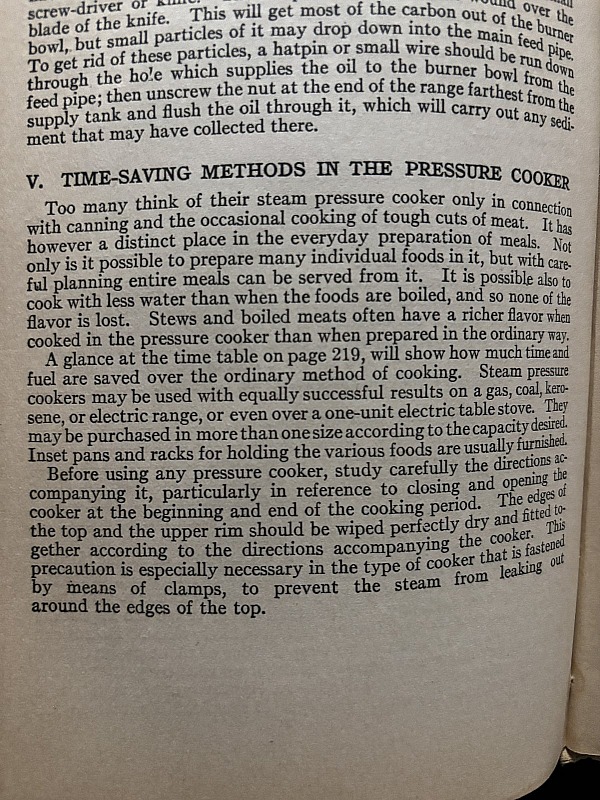 screw-driver or knife. wound over the
blade of the knife. This will get most of the carbon out of the burner
bowl, but small particles of it may drop down into the main feed pipe.
To get rid of these particles, a hatpin or small wire should be run down
through the hole which supplies the oil to the burner bowl from the
feed pipe; then unscrew the nut at the end of the range farthest from the
supply tank and flush the oil through it, which will carry out any sedi-
ment that may have collected there.
V. TIME-SAVING METHODS IN THE PRESSURE COOKER
Too many think of their steam pressure cooker only in connection
with canning and the occasional cooking of tough cuts of meat. It has
however a distinct place in the everyday preparation of meals. Not
only is it possible to prepare many individual foods in it, but with care-
ful planning entire meals can be served from it. It is possible also to
cook with less water than when the foods are boiled, and so none of the
flavor is lost. Stews and boiled meats often have a richer flavor when
cooked in the pressure cooker than when prepared in the ordinary way.
A glance at the time table on page 219, will show how much time and
fuel are saved over the ordinary method of cooking. Steam pressure
cookers may be used with equally successful results on a gas, coal, kero-
sene, or electric range, or even over a one-unit electric table stove. They
may be purchased in more than one size according to the capacity desired.
Inset pans and racks for holding the various foods are usually furnished.
Before using any pressure cooker, study carefully the directions ac-
companying it, particularly in reference to closing and opening the
cooker at the beginning and end of the cooking period. The edges of
the top and the upper rim should be wiped perfectly dry and fitted to-
gether according to the directions accompanying the cooker. This
precaution is especially necessary in the type of cooker that is fastened
by means of clamps, to prevent the steam from leaking out
around the edges of the top.